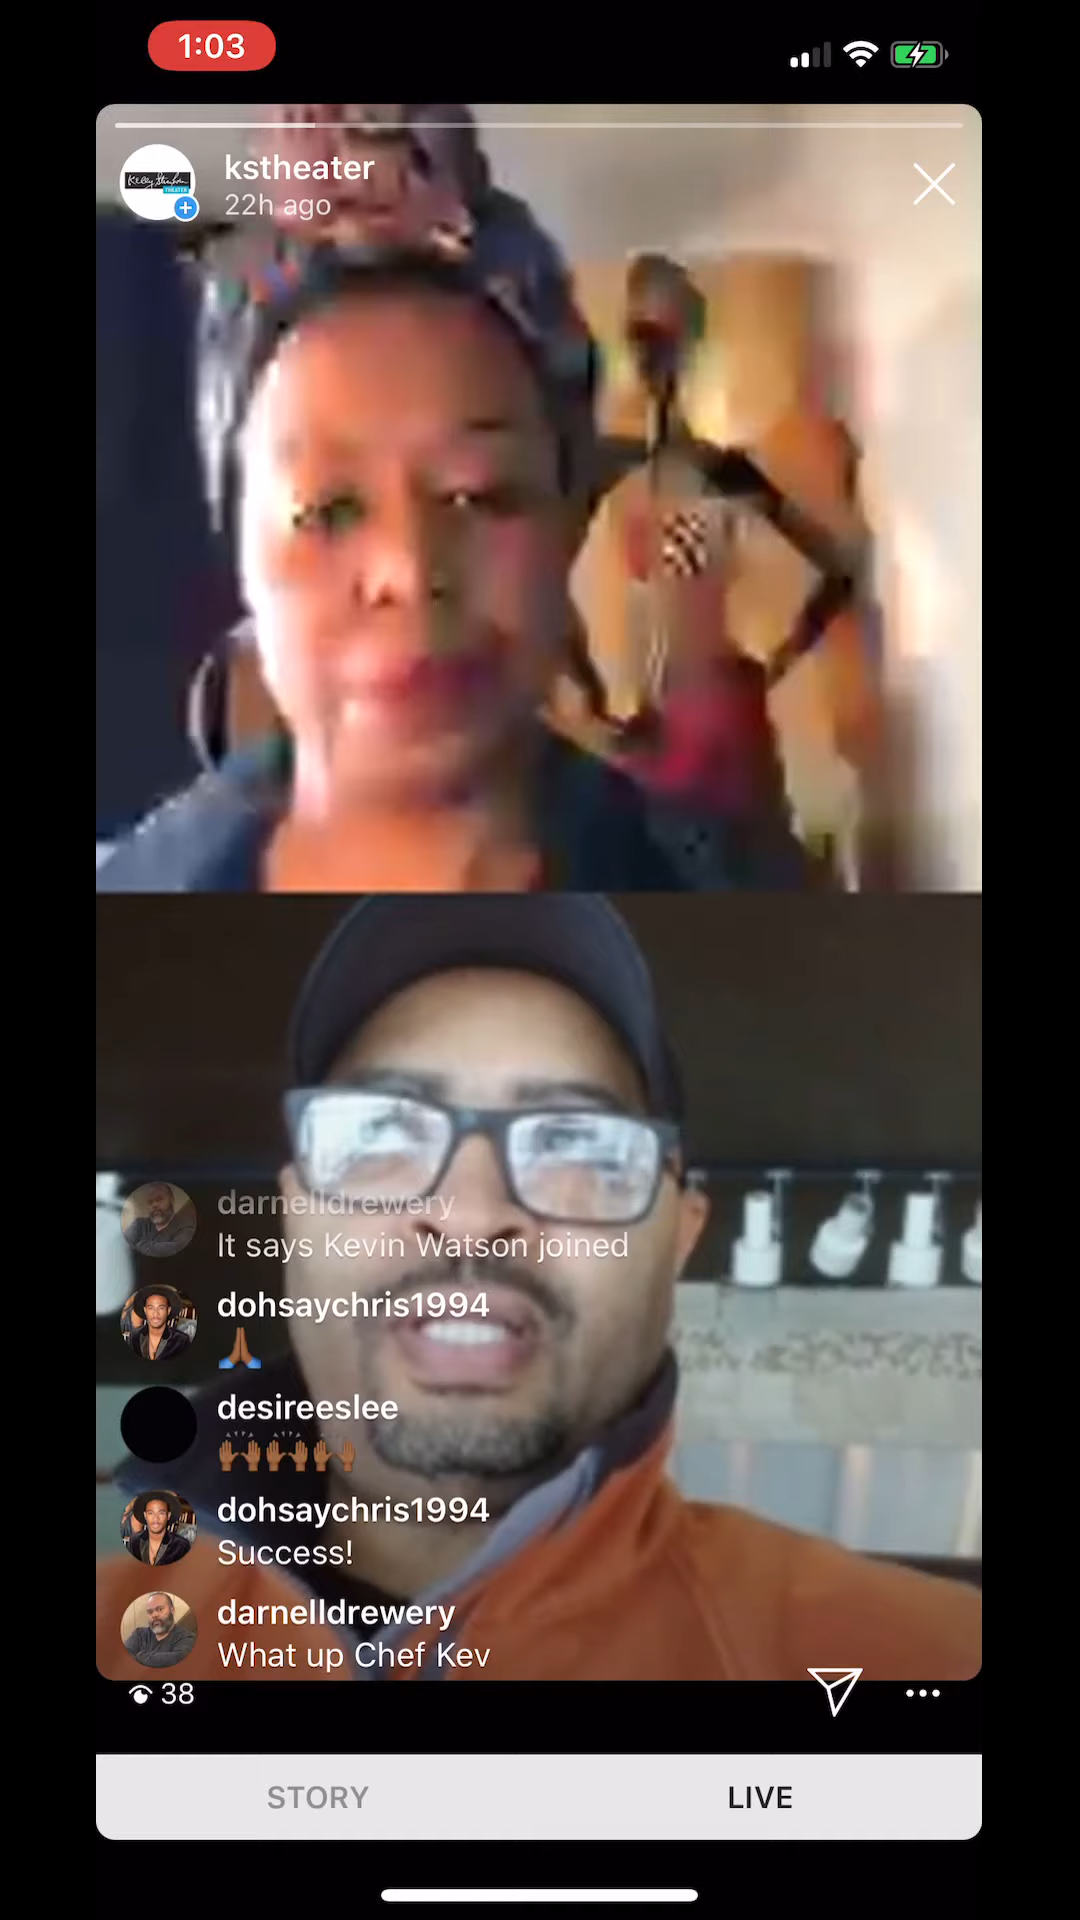 1:03
kstheater
22h ago
THEATER
darnelldrewery
It says Kevin Watson joined
dohsaychris1994
desireeslee
dohsaychris1994
Success!
darnelldrewery
What up Chef Kev
38
STORY
LIVE